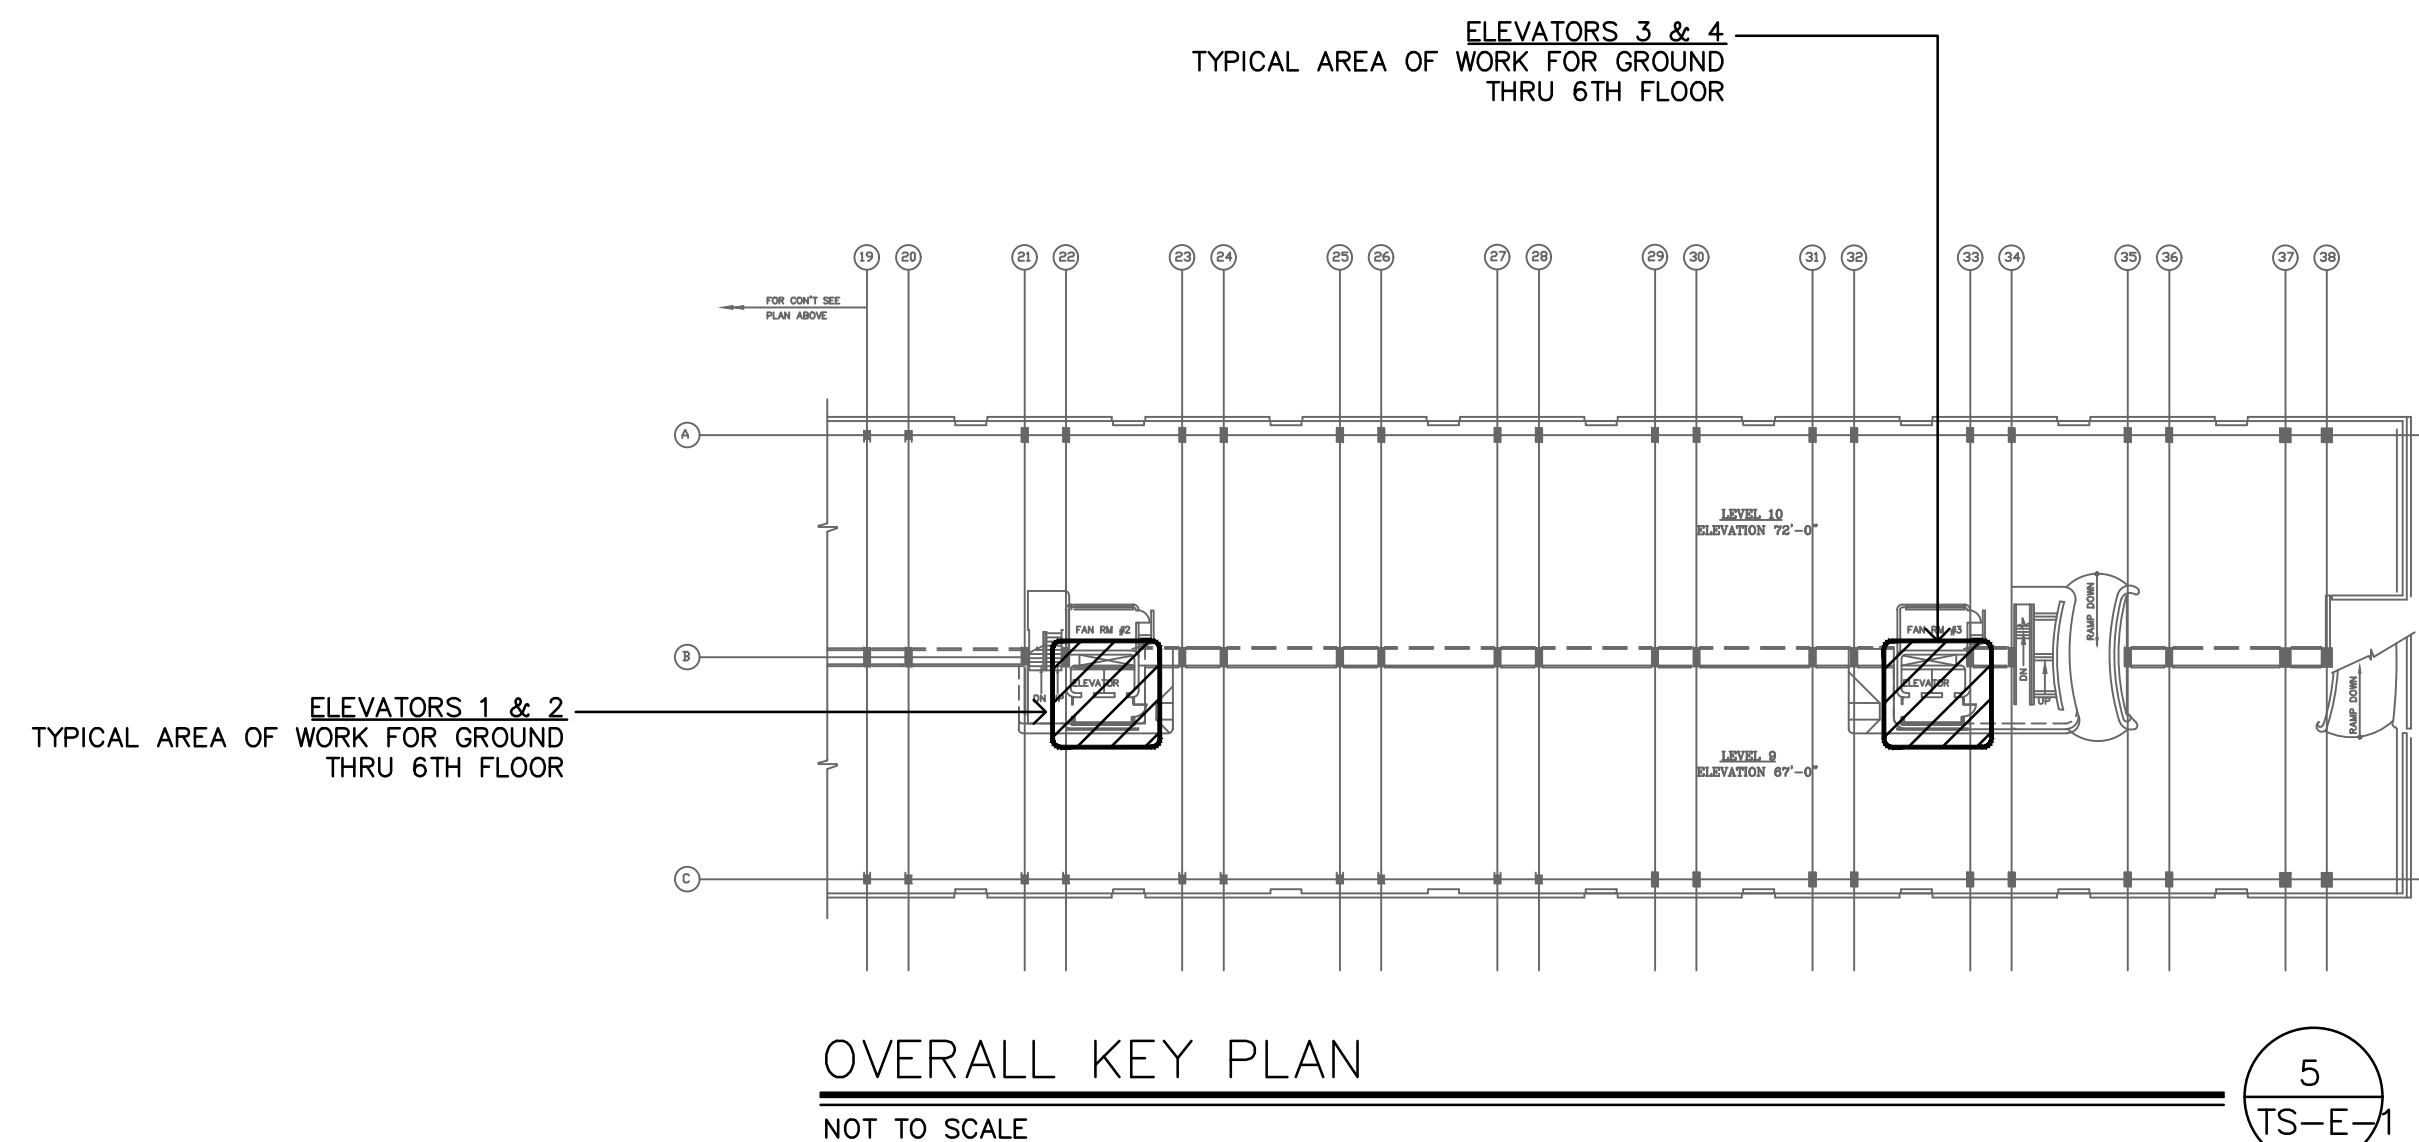 ELEVATORS 3 & 4
TYPICAL AREA OF WORK FOR GROUND
THRU 6TH FLOOR
19 20 21 22 23 24 25 26 27 28 29 30 31 32 33 34 35 36 37 38
FOR CON'T SEE
PLAN ABOVE
A
LEVEL 10
ELEVATION 72'-0"
RAMP DOWN
FAN RM #2
FAN RM #3
B
ELEVATOR
ELEVATOR
DN
UP
DN
UP
RAMP DOWN
ELEVATORS 1 & 2
TYPICAL AREA OF WORK FOR GROUND
THRU 6TH FLOOR
LEVEL 9
ELEVATION 67'-0"
C
OVERALL KEY PLAN
NOT TO SCALE
5
TS-E-1